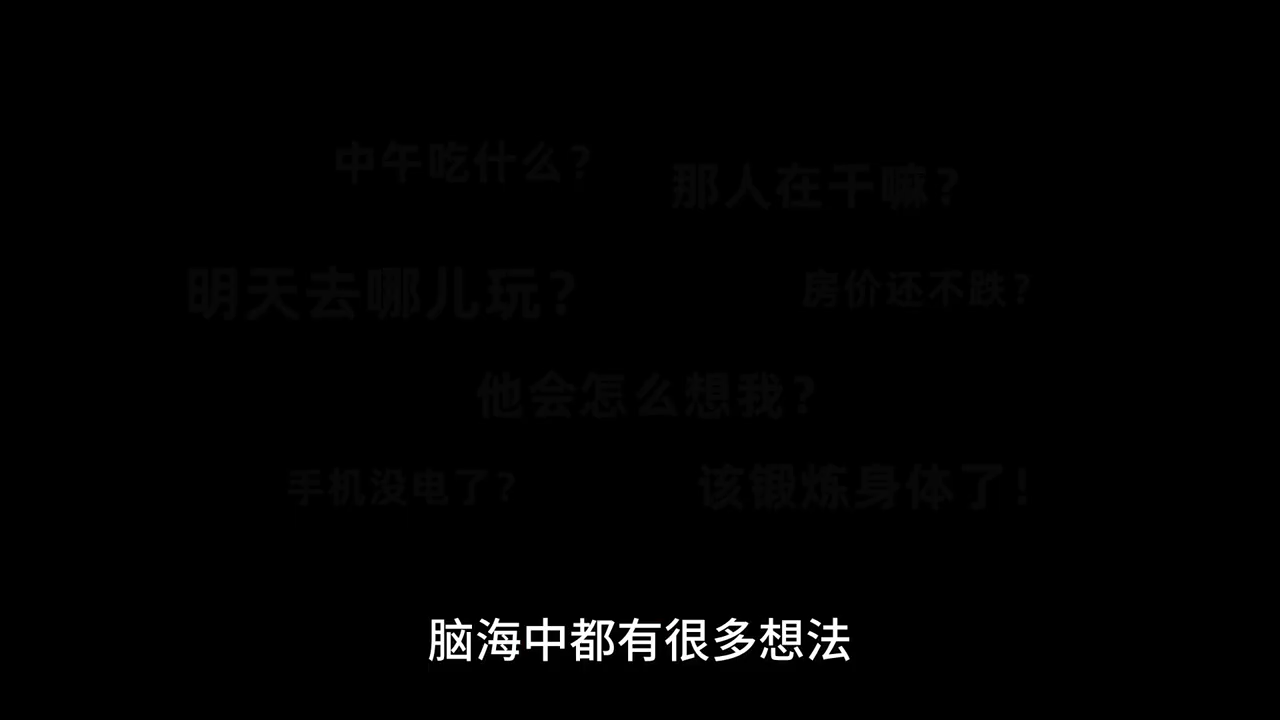 中午吃什么？
那人在干嘛？
明天去哪儿玩？
房价还不跌？
他会怎么想我？
手机没电了？
该锻炼身体了！
脑海中都有很多想法